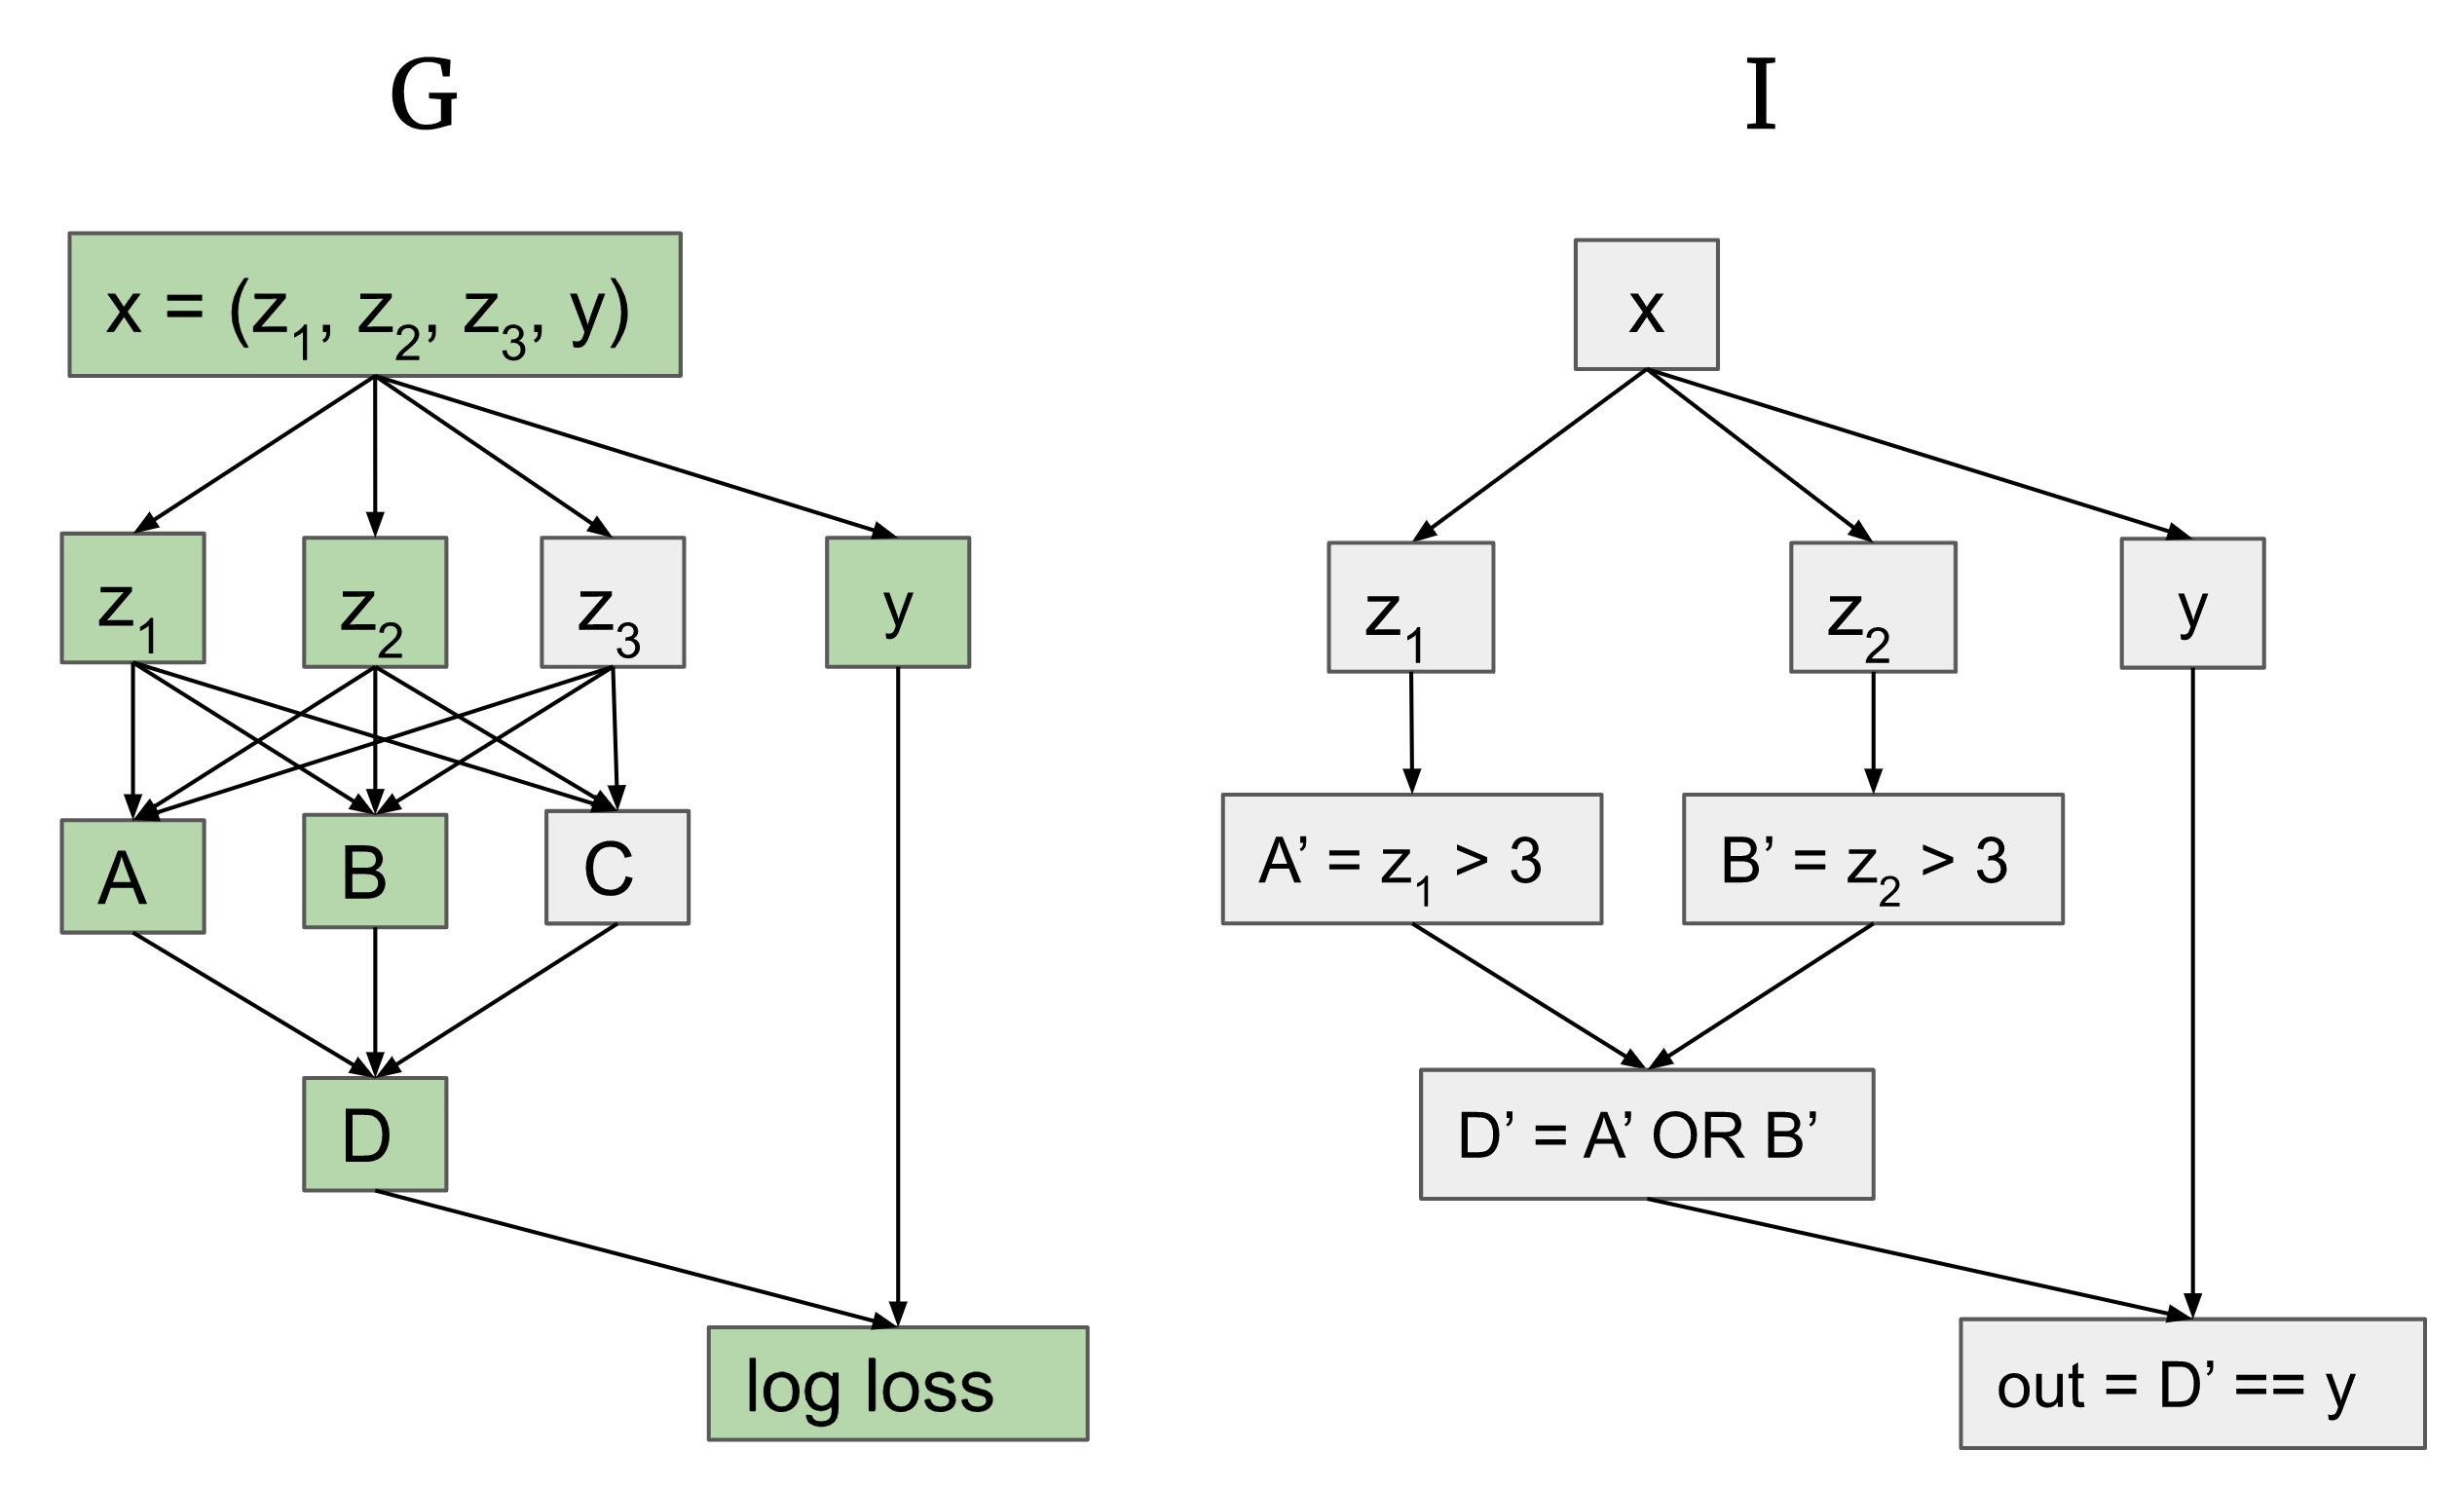 G
I
x = (z₁, z₂, z₃, y)
x
z₁
z₂
z₃
y
z₁
z₂
y
A
B
C
A’ = z₁ > 3
B’ = z₂ > 3
D
D’ = A’ OR B’
log loss
out = D’ == y